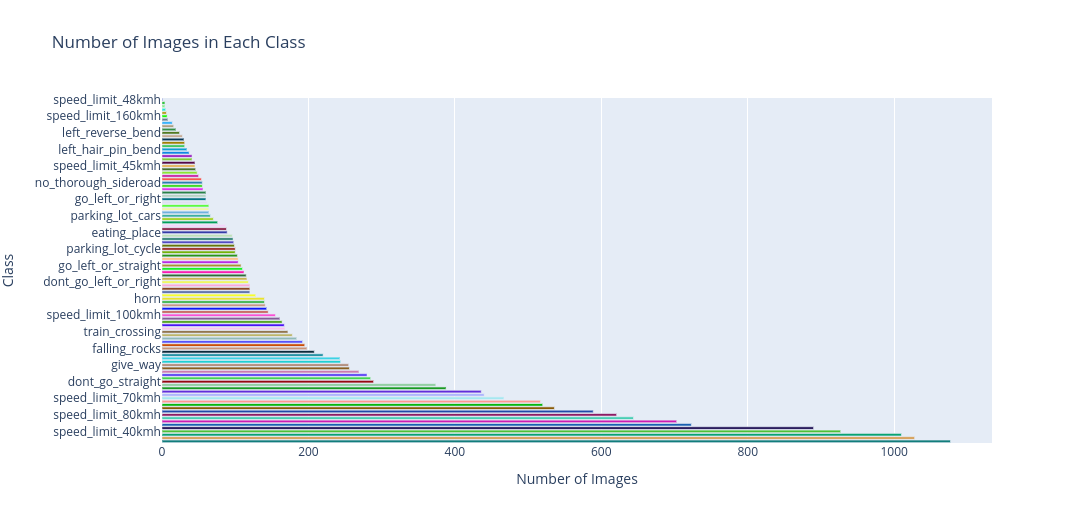 Number of Images in Each Class
speed_limit_48kmh
speed_limit_160kmh
left_reverse_bend
left_hair_pin_bend
speed_limit_45kmh
no_thorough_sideroad
go_left_or_right
parking_lot_cars
eating_place
parking_lot_cycle
go_left_or_straight
dont_go_left_or_right
horn
speed_limit_100kmh
train_crossing
falling_rocks
give_way
dont_go_straight
speed_limit_70kmh
speed_limit_80kmh
speed_limit_40kmh
Class
0 200 400 600 800 1000
Number of Images